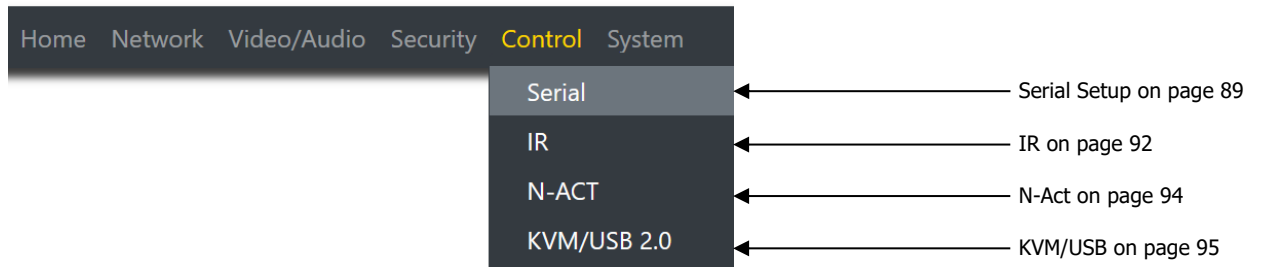 Home Network Video/Audio Security Control System
Serial
Serial Setup on page 89
IR
IR on page 92
N-ACT
N-Act on page 94
KVM/USB 2.0
KVM/USB on page 95